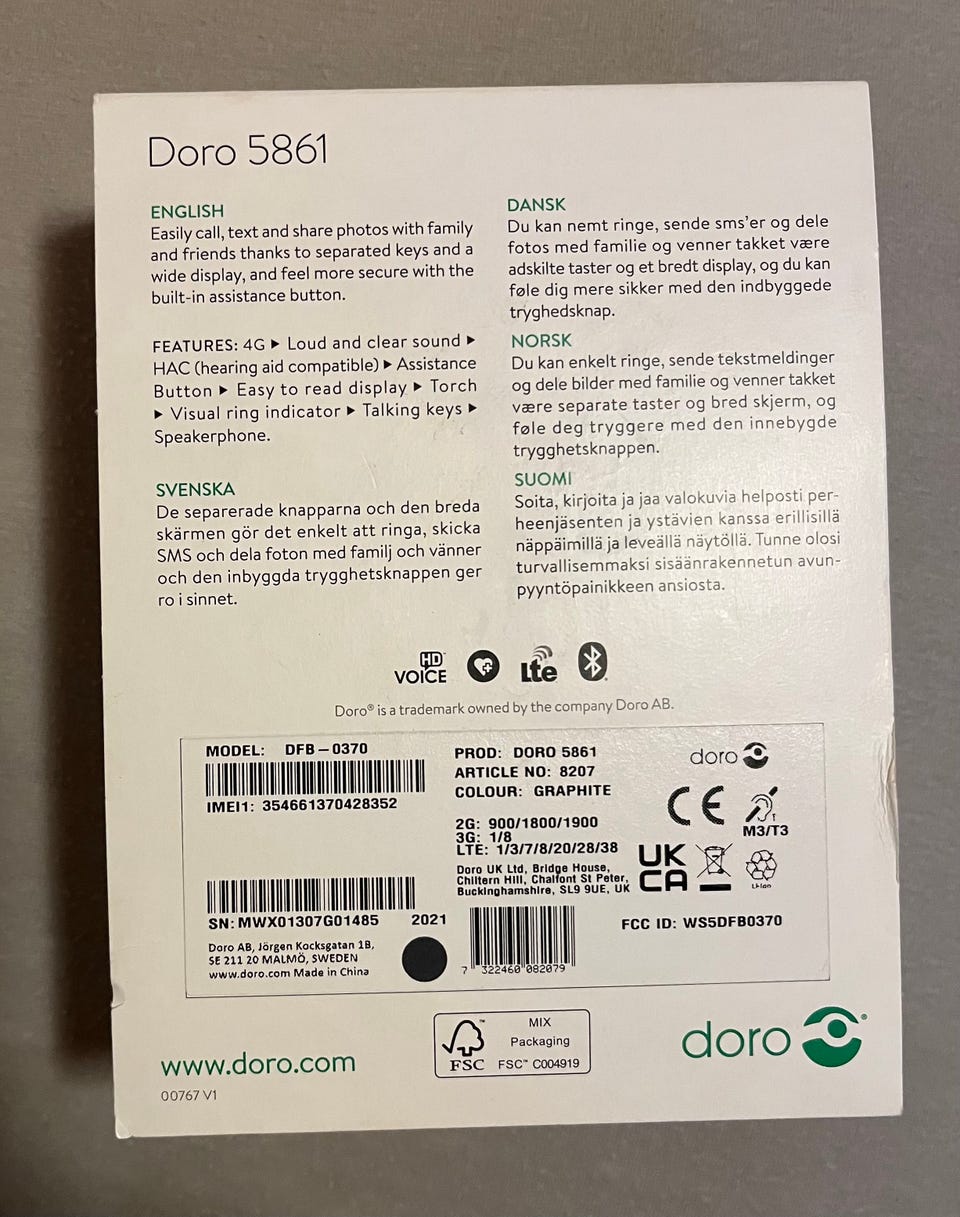 Doro 5861
ENGLISH
Easily call, text and share photos with family
and friends thanks to separated keys and a
wide display, and feel more secure with the
built-in assistance button.
FEATURES: 4G ▶ Loud and clear sound ▶
HAC (hearing aid compatible) ▶ Assistance
Button ▶ Easy to read display ▶ Torch
▶ Visual ring indicator ▶ Talking keys ▶
Speakerphone.
SVENSKA
De separerade knapparna och den breda
skärmen gör det enkelt att ringa, skicka
SMS och dela foton med familj och vänner
och den inbyggda trygghetsknappen ger
ro i sinnet.
DANSK
Du kan nemt ringe, sende sms’er og dele
fotos med familie og venner takket være
adskilte taster og et bredt display, og du kan
føle dig mere sikker med den indbyggede
tryghedsknap.
NORSK
Du kan enkelt ringe, sende tekstmeldinger
og dele bilder med familie og venner takket
være separate taster og bred skjerm, og
føle deg tryggere med den innebygde
trygghetsknappen.
SUOMI
Soita, kirjoita ja jaa valokuvia helposti per-
heenjäsenten ja ystävien kanssa erillisillä
näppäimillä ja leveällä näytöllä. Tunne olosi
turvallisemmaksi sisäänrakennetun avun-
pyyntöpainikkeen ansiosta.
HD
VOICE
Lte
Doro® is a trademark owned by the company Doro AB.
MODEL: DFB-0370
IMEI1: 354661370428352
SN: MWX01307G01485 2021
Doro AB, Jörgen Kocksgatan 1B,
SE 211 20 MALMÖ, SWEDEN
www.doro.com Made in China
PROD: DORO 5861
ARTICLE NO: 8207
COLOUR: GRAPHITE
2G: 900/1800/1900
3G: 1/8
LTE: 1/3/7/8/20/28/38
Doro UK Ltd, Bridge House,
Chiltern Hill, Chalfont St Peter,
Buckinghamshire, SL9 9UE, UK
7 322460 082079
doro
CE
M3/T3
UK
CA
Li-Ion
FCC ID: WS5DFB0370
www.doro.com
00767 V1
FSC™
MIX
Packaging
FSC™ C004919
doro®